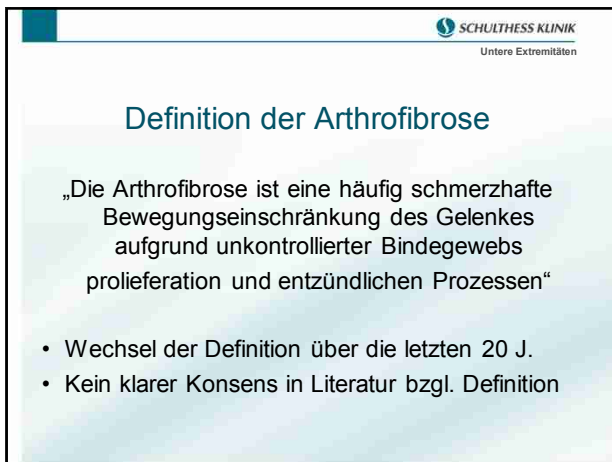 SCHULTHESS KLINIK
Untere Extremitäten
Definition der Arthrofibrose
„Die Arthrofibrose ist eine häufig schmerzhafte
Bewegungseinschränkung des Gelenkes
aufgrund unkontrollierter Bindegewebs
prolieferation und entzündlichen Prozessen“
• Wechsel der Definition über die letzten 20 J.
• Kein klarer Konsens in Literatur bzgl. Definition